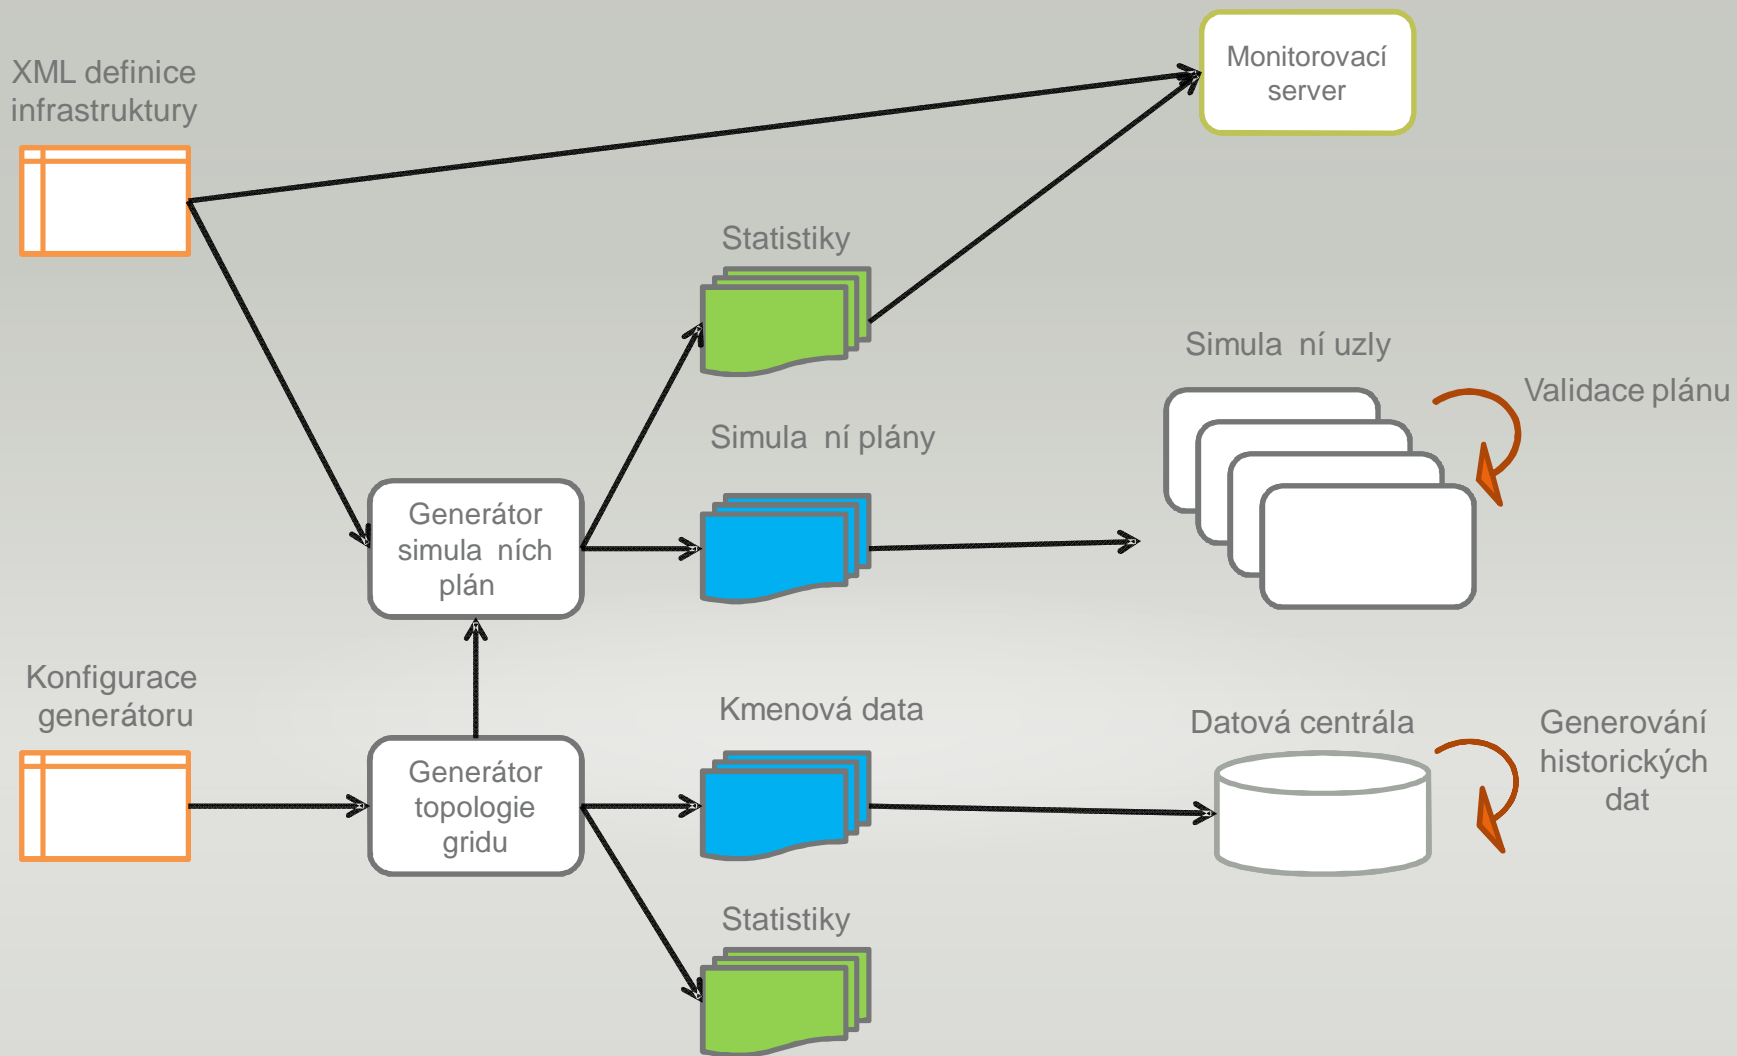 Monitorovací
server
XML definice
infrastruktury
Statistiky
Simula ní uzly
Validace plánu
Simula ní plány
Generátor
simula ních
plán
Konfigurace
generátoru
Kmenová data
Datová centrála
Generování
historických
dat
Generátor
topologie
gridu
Statistiky